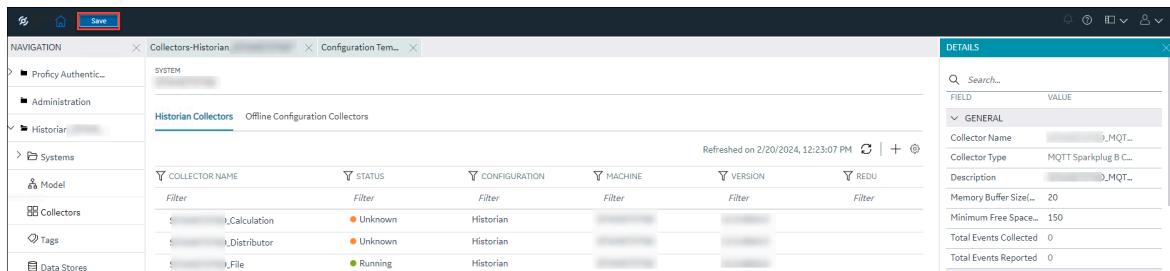 Save
NAVIGATION
Collectors-Historian
Configuration Tem...
DETAILS
Proficy Authentic...
Administration
Historian
Systems
Model
Collectors
Tags
Data Stores
SYSTEM
Historian Collectors Offline Configuration Collectors
Refreshed on 2/20/2024, 12:23:07 PM
COLLECTOR NAME STATUS CONFIGURATION MACHINE VERSION REDU
Filter Filter Filter Filter Filter Filter
_Calculation Unknown Historian
_Distributor Unknown Historian
_File Running Historian
Search...
FIELD VALUE
GENERAL
Collector Name _MQT...
Collector Type MQTT Sparkplug B C...
Description _MQT...
Memory Buffer Size(... 20
Minimum Free Space... 150
Total Events Collected 0
Total Events Reported 0